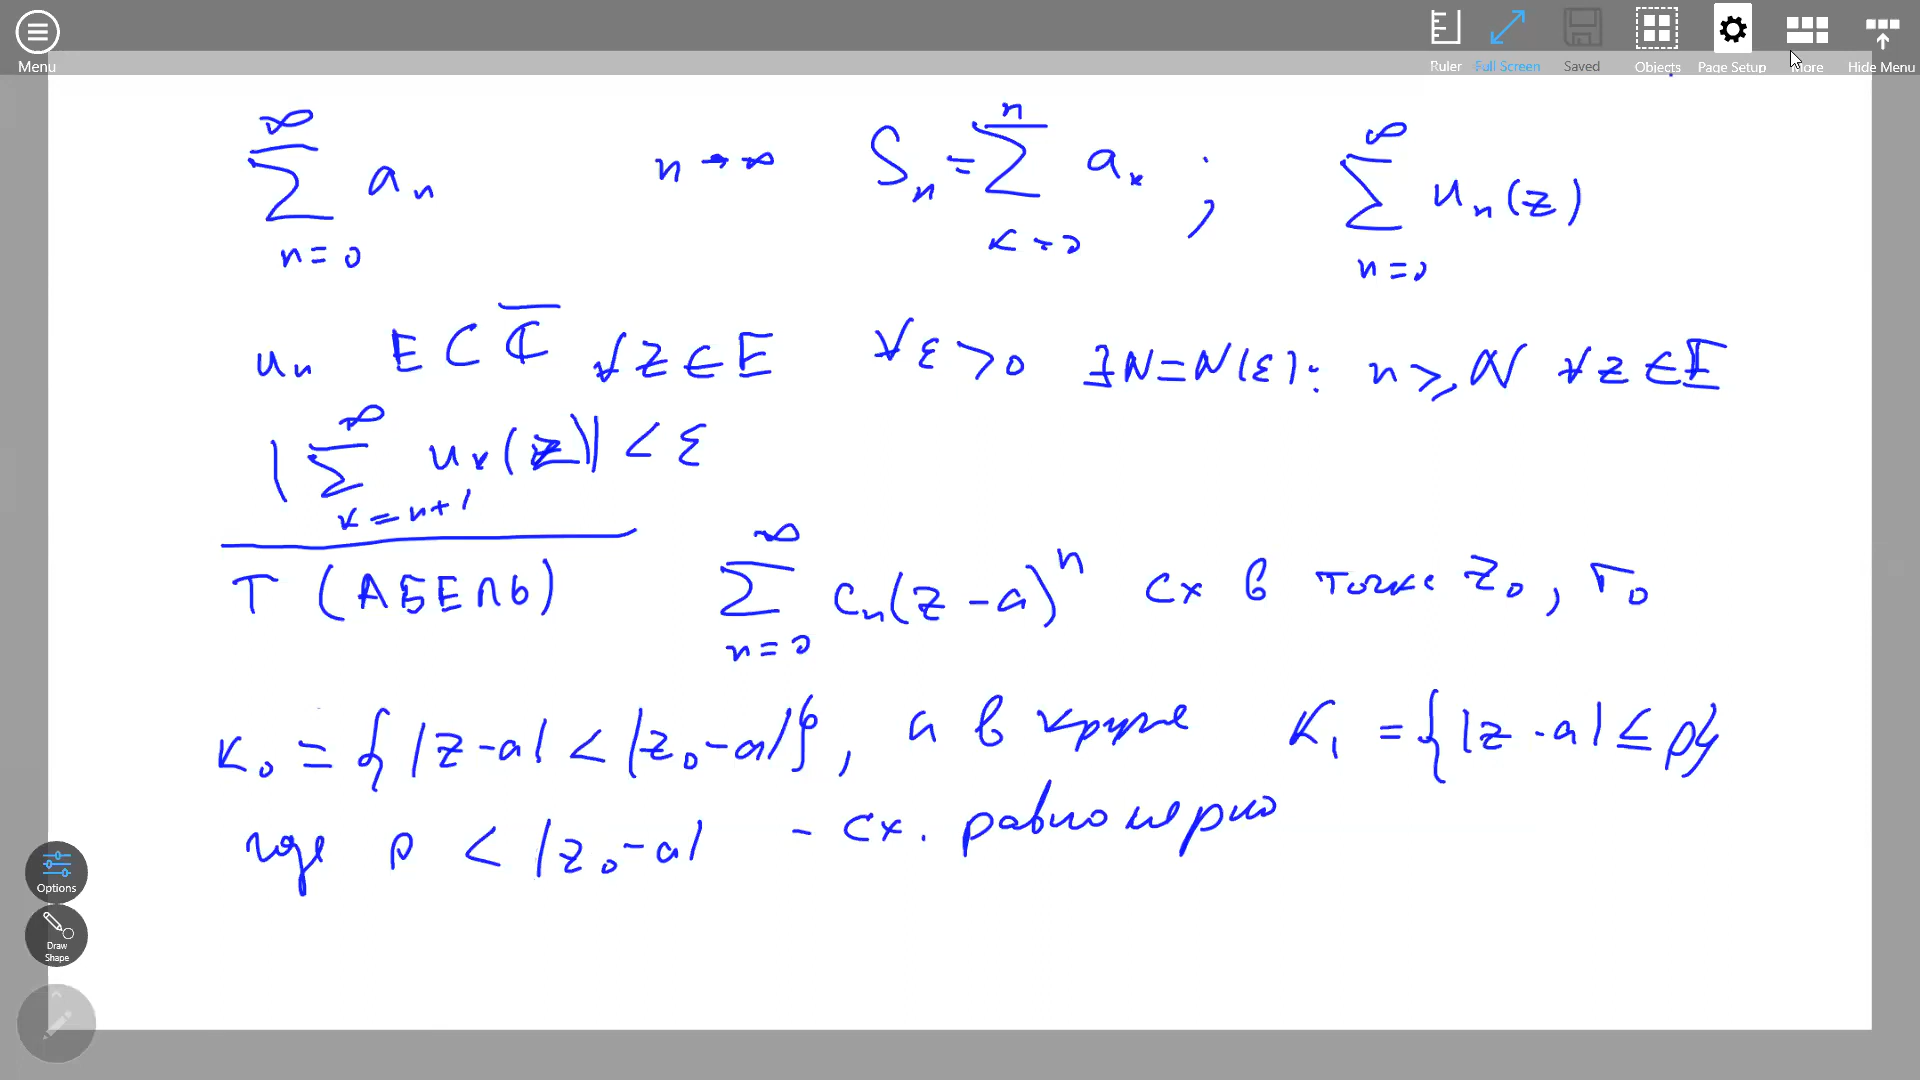 Menu
Ruler Full Screen Saved Objects Page Setup More Hide Menu
∞ ∑ n=0 a_n n → ∞ S_n = ∑ n k=0 a_k ; ∞ ∑ n=0 u_n(z)
u_n E ⊂ C̅ ∀ z ∈ E ∀ ε > 0 ∃ N = N(ε): n ≥ N ∀ z ∈ E
| ∞ ∑ k=n+1 u_k(z)| < ε
Т (АБЕЛЬ) ∞ ∑ n=0 c_n(z-a)^n сх в точке z_0, то
K_0 = {|z-a| < |z_0-a|}, а в круге K_1 = {|z-a| ≤ ρ}
где ρ < |z_0-a| - сх. равномерно
Options
Draw Shape